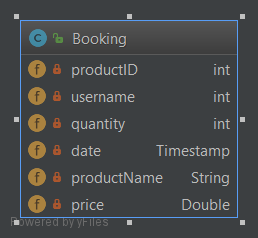 C Booking
f productID int
f username int
f quantity int
f date Timestamp
f productName String
f price Double
Powered by yFiles